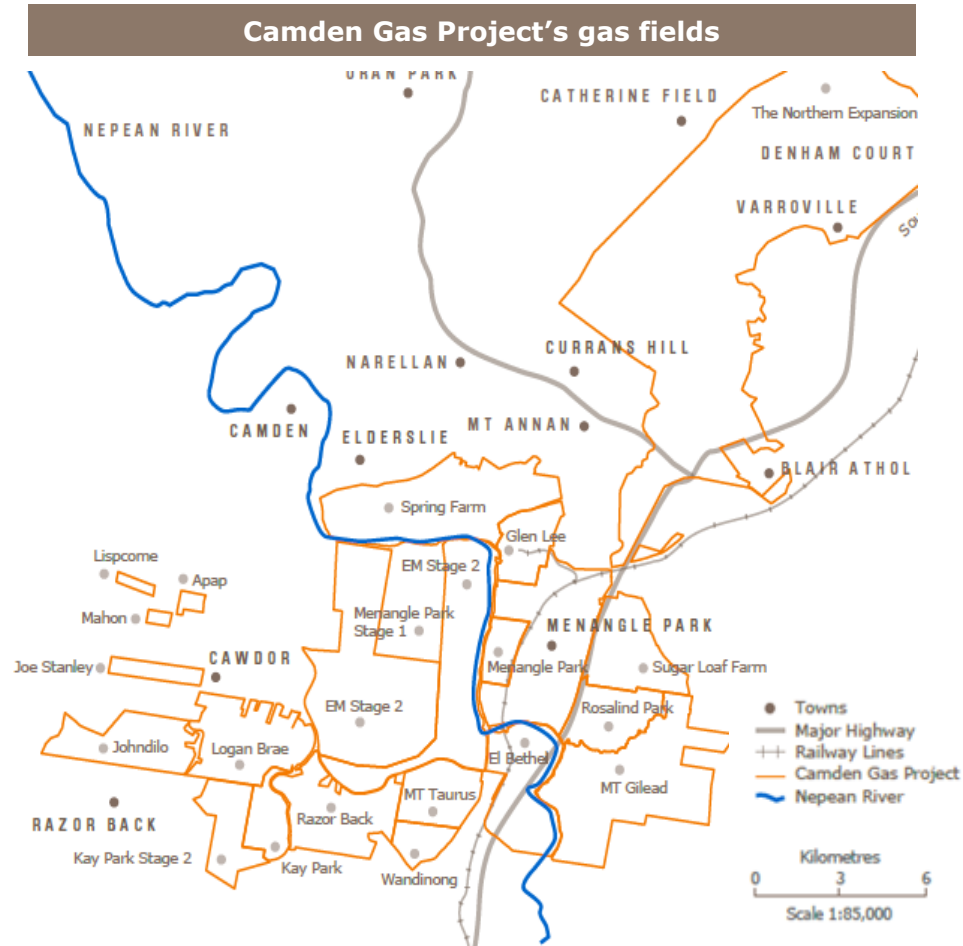 Camden Gas Project's gas fields
ORAN PARK
CATHERINE FIELD
The Northern Expansion
NEPEAN RIVER
DENHAM COURT
VARROVILLE
Sou
NARELLAN
CURRANS HILL
CAMDEN
ELDERSLIE
MT ANNAN
BLAIR ATHOL
Spring Farm
Glen Lee
Lispcome
EM Stage 2
Apap
Mahon
Menangle Park
Stage 1
MENANGLE PARK
Joe Stanley
CAWDOR
Menangle Park
Sugar Loaf Farm
EM Stage 2
Rosalind Park
Johndilo
Logan Brae
El Bethel
MT Gilead
MT Taurus
RAZOR BACK
Razor Back
Kay Park Stage 2
Kay Park
Wandinong
Towns
Major Highway
Railway Lines
Camden Gas Project
Nepean River
Kilometres
0 3 6
Scale 1:85,000